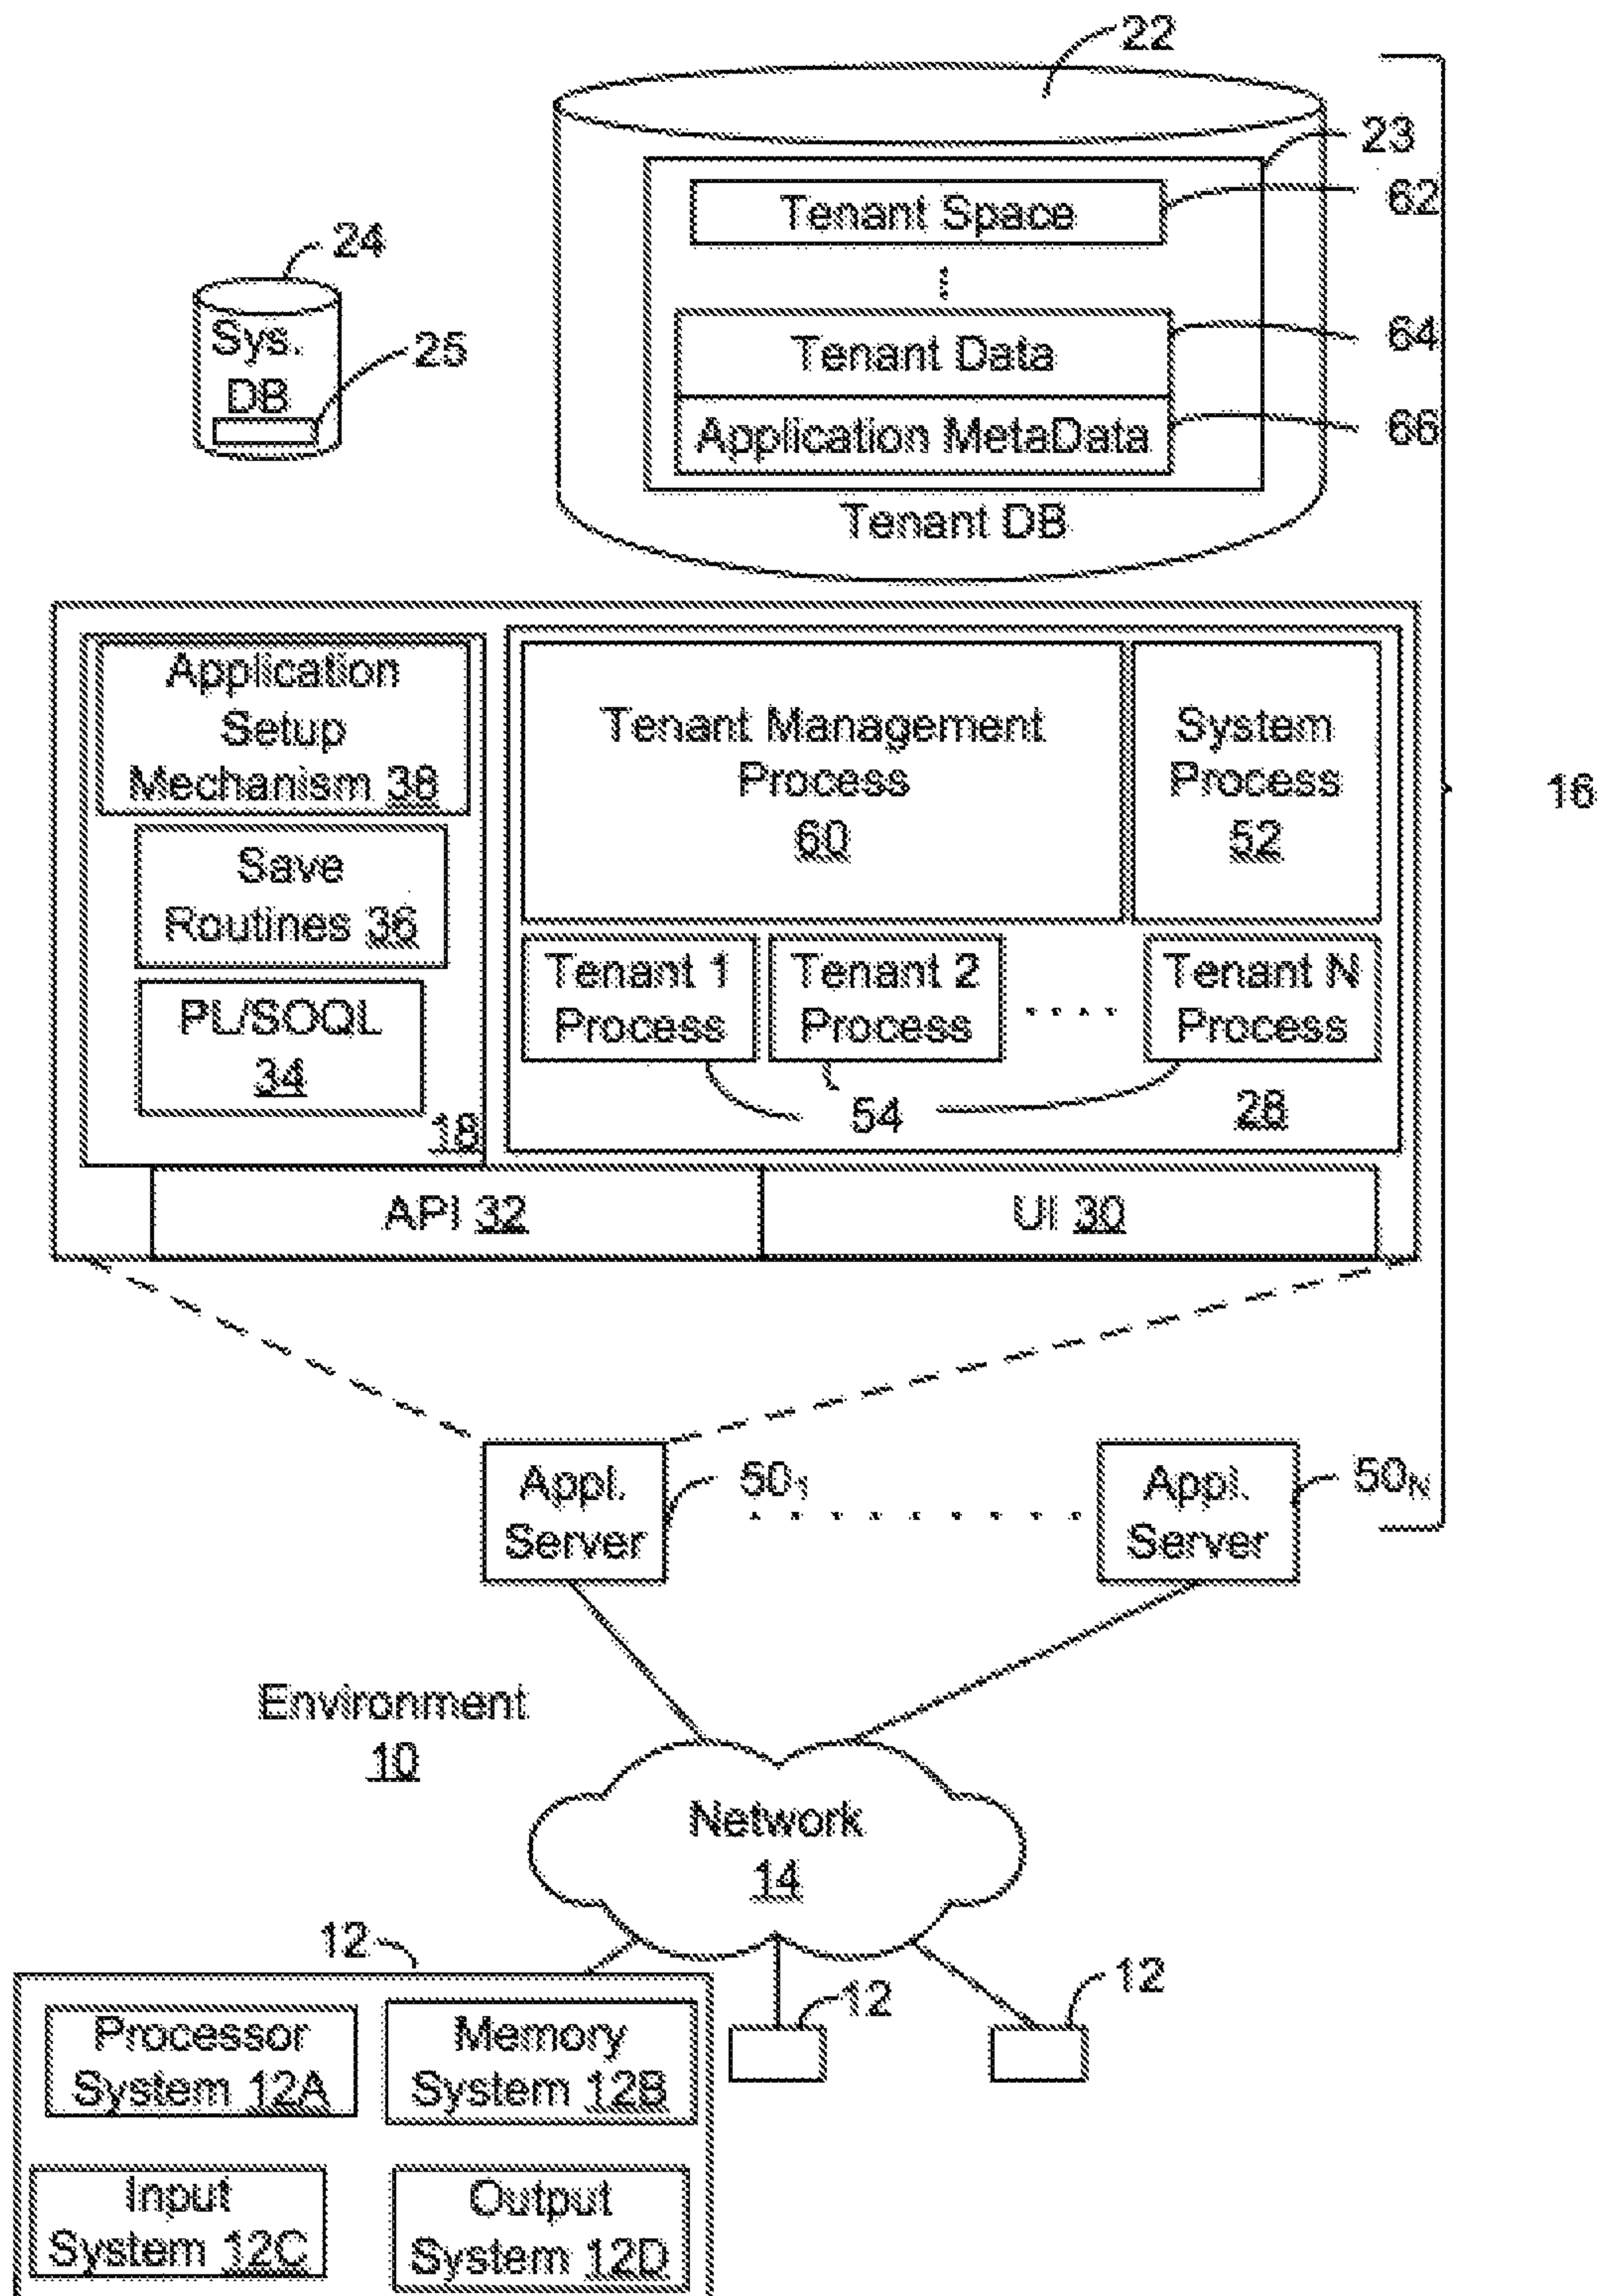 22
23
Tenant Space
62
24
Sys.
DB
25
Tenant Data
64
Application MetaData
66
Tenant DB
Application
Setup
Mechanism 38
Tenant Management
Process
60
System
Process
52
16
Save
Routines 36
Tenant 1
Process
Tenant 2
Process
Tenant N
Process
PL/SOQL
34
18
54
28
API 32
UI 30
Appl.
Server
50₁
Appl.
Server
50ₙ
Environment
10
Network
14
12
12
12
Processor
System 12A
Memory
System 12B
Input
System 12C
Output
System 12D